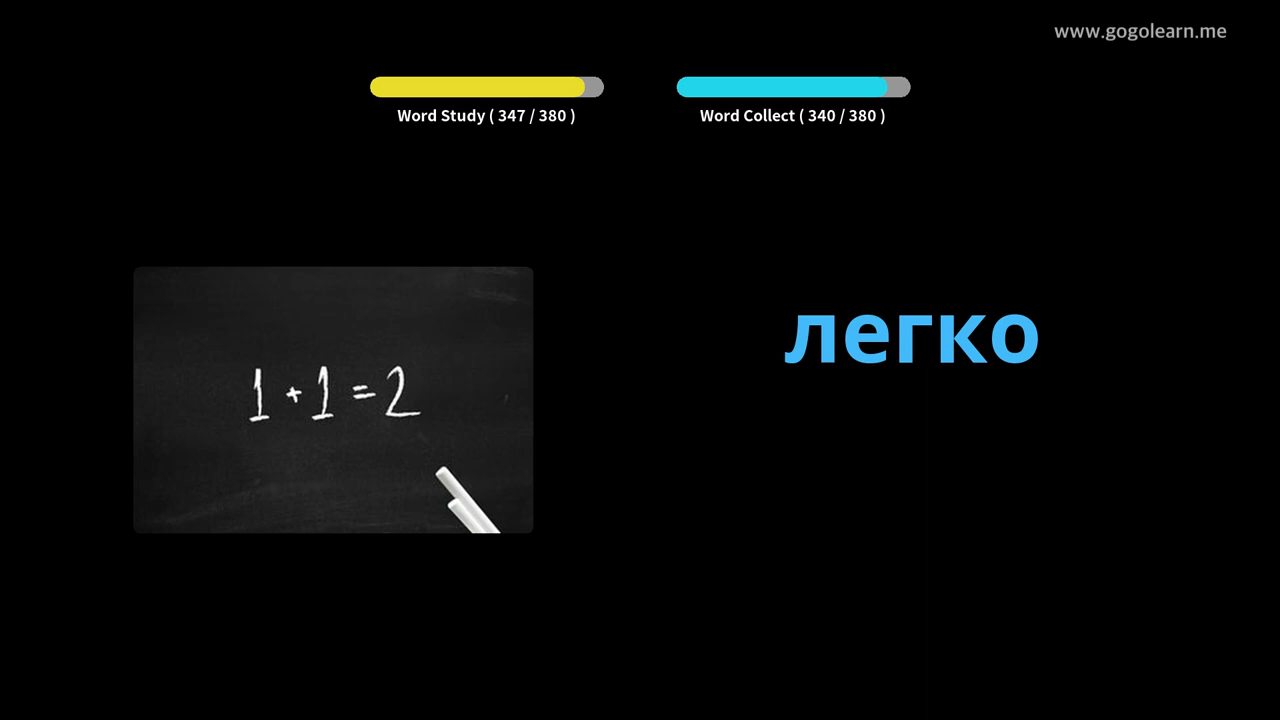 www.gogolearn.me
Word Study ( 347 / 380 )
Word Collect ( 340 / 380 )
легко
1 + 1 = 2